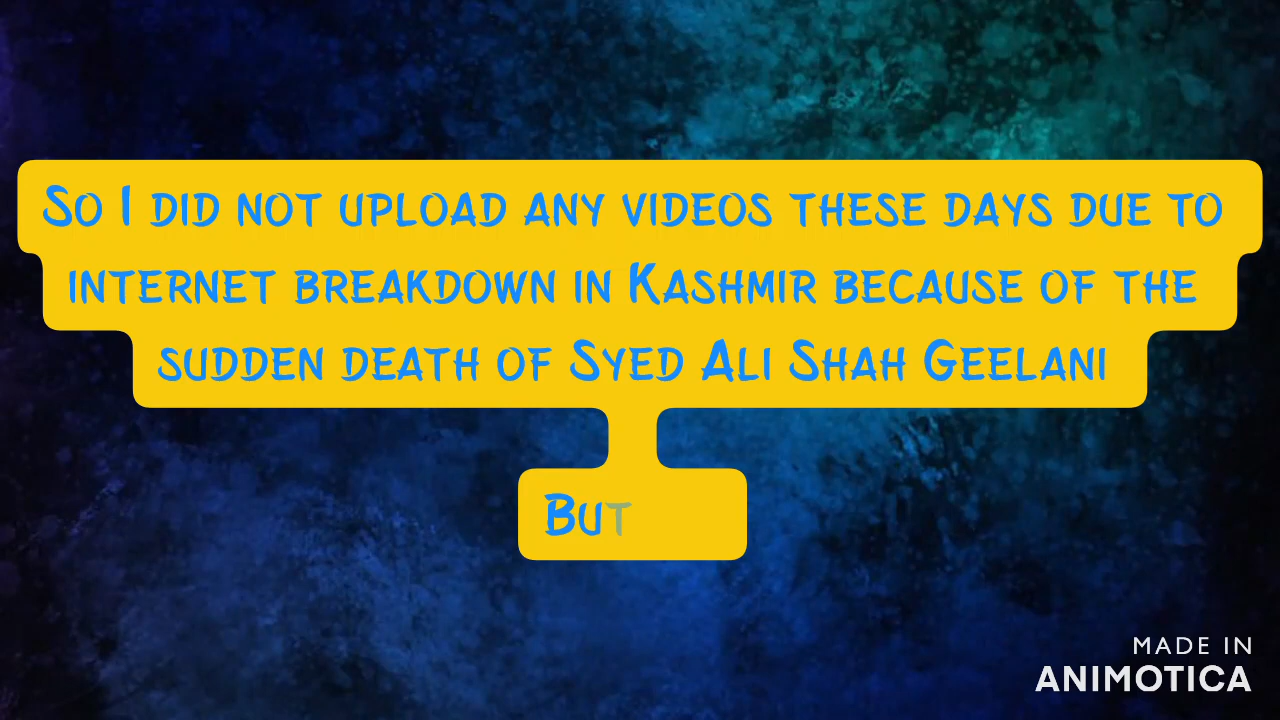 So I did not upload any videos these days due to
internet breakdown in Kashmir because of the
sudden death of Syed Ali Shah Geelani
But
MADE IN
ANIMOTICA